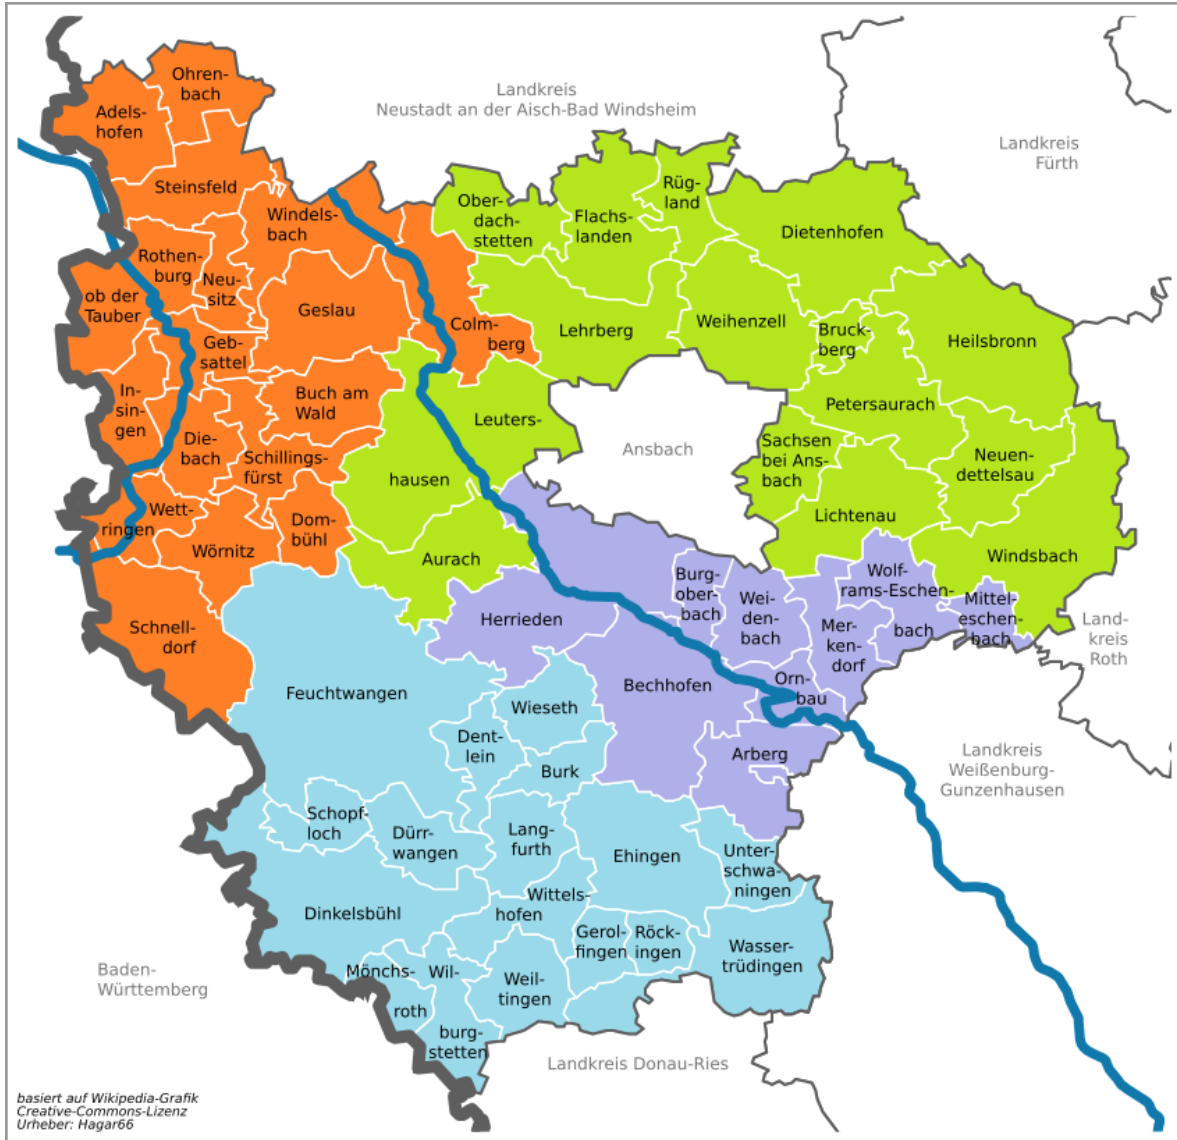 Ohren-
bach
Adels-
hofen
Landkreis
Neustadt an der Aisch-Bad Windsheim
Landkreis
Fürth
Steinsfeld
Windels-
bach
Ober-
dach-
stetten
Flachs-
landen
Rüg-
land
Dietenhofen
Rothen-
burg
ob der
Tauber
Neu-
sitz
Geslau
Geb-
sattel
Colm-
berg
Lehrberg
Weihenzell
Bruck-
berg
Heilsbronn
In-
sin-
gen
Buch am
Wald
Die-
bach
Schillings-
fürst
Leuters-
hausen
Ansbach
Petersaurach
Sachsen
bei Ans-
bach
Neuen-
dettelsau
Wett-
ringen
Wörnitz
Dom-
bühl
Aurach
Lichtenau
Windsbach
Schnell-
dorf
Herrieden
Burg-
ober-
bach
Wei-
den-
bach
Wolf-
rams-Eschen-
bach
Mer-
ken-
dorf
Mittel-
eschen-
bach
Land-
kreis
Roth
Feuchtwangen
Wieseth
Bechhofen
Orn-
bau
Dent-
lein
Burk
Arberg
Landkreis
Weißenburg-
Gunzenhausen
Schopf-
loch
Dürr-
wangen
Lang-
furth
Ehingen
Unter-
schwa-
ningen
Dinkelsbühl
Wittels-
hofen
Gerol-
fingen
Röck-
ingen
Wasser-
trüdingen
Baden-
Württemberg
Mönchs-
roth
Wil-
burg-
stetten
Weil-
tingen
Landkreis Donau-Ries
basiert auf Wikipedia-Grafik
Creative-Commons-Lizenz
Urheber: Hagar66